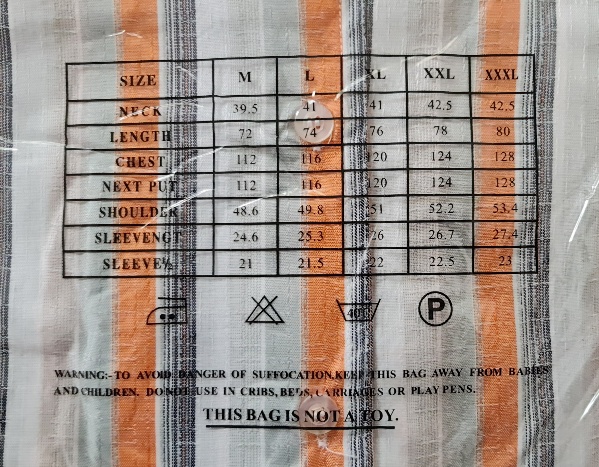 SIZE M L XL XXL XXXL
NECK 39.5 41 41 42.5 42.5
LENGTH 72 74 76 78 80
CHEST 112 116 120 124 128
NEXT PUT 112 116 120 124 128
SHOULDER 48.6 49.8 51 52.2 53.4
SLEEVENGT 24.6 25.3 26 26.7 27.4
SLEEVE½ 21 21.5 22 22.5 23
40°C P
WARNING:-TO AVOID DANGER OF SUFFOCATION,KEEP THIS BAG AWAY FROM BABIES
AND CHILDREN. DO NOT USE IN CRIBS, BEDS, CARRIAGES OR PLAY PENS.
THIS BAG IS NOT A TOY.